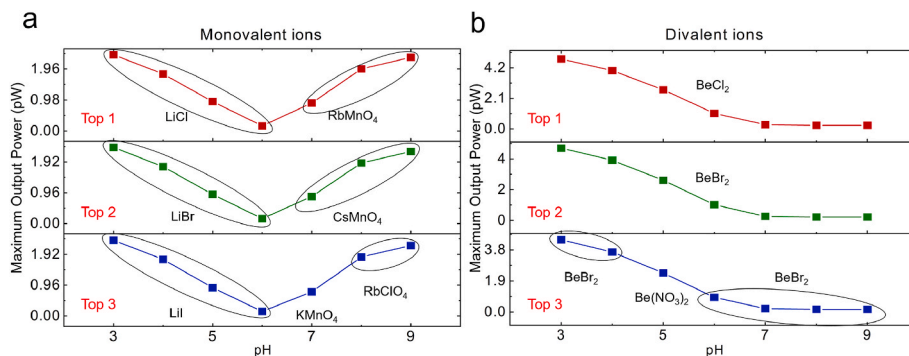 a
Monovalent ions
Maximum Output Power (pW)
1.96
0.98
0.00
Top 1
LiCl
RbMnO₄
1.92
0.96
0.00
Top 2
LiBr
CsMnO₄
1.92
0.96
0.00
Top 3
LiI
KMnO₄
RbClO₄
3 5 7 9
pH
b
Divalent ions
Maximum Output Power (pW)
4.2
2.1
0.0
Top 1
BeCl₂
4
2
0
Top 2
BeBr₂
3.8
1.9
0.0
Top 3
BeBr₂
Be(NO₃)₂
BeBr₂
3 5 7 9
pH